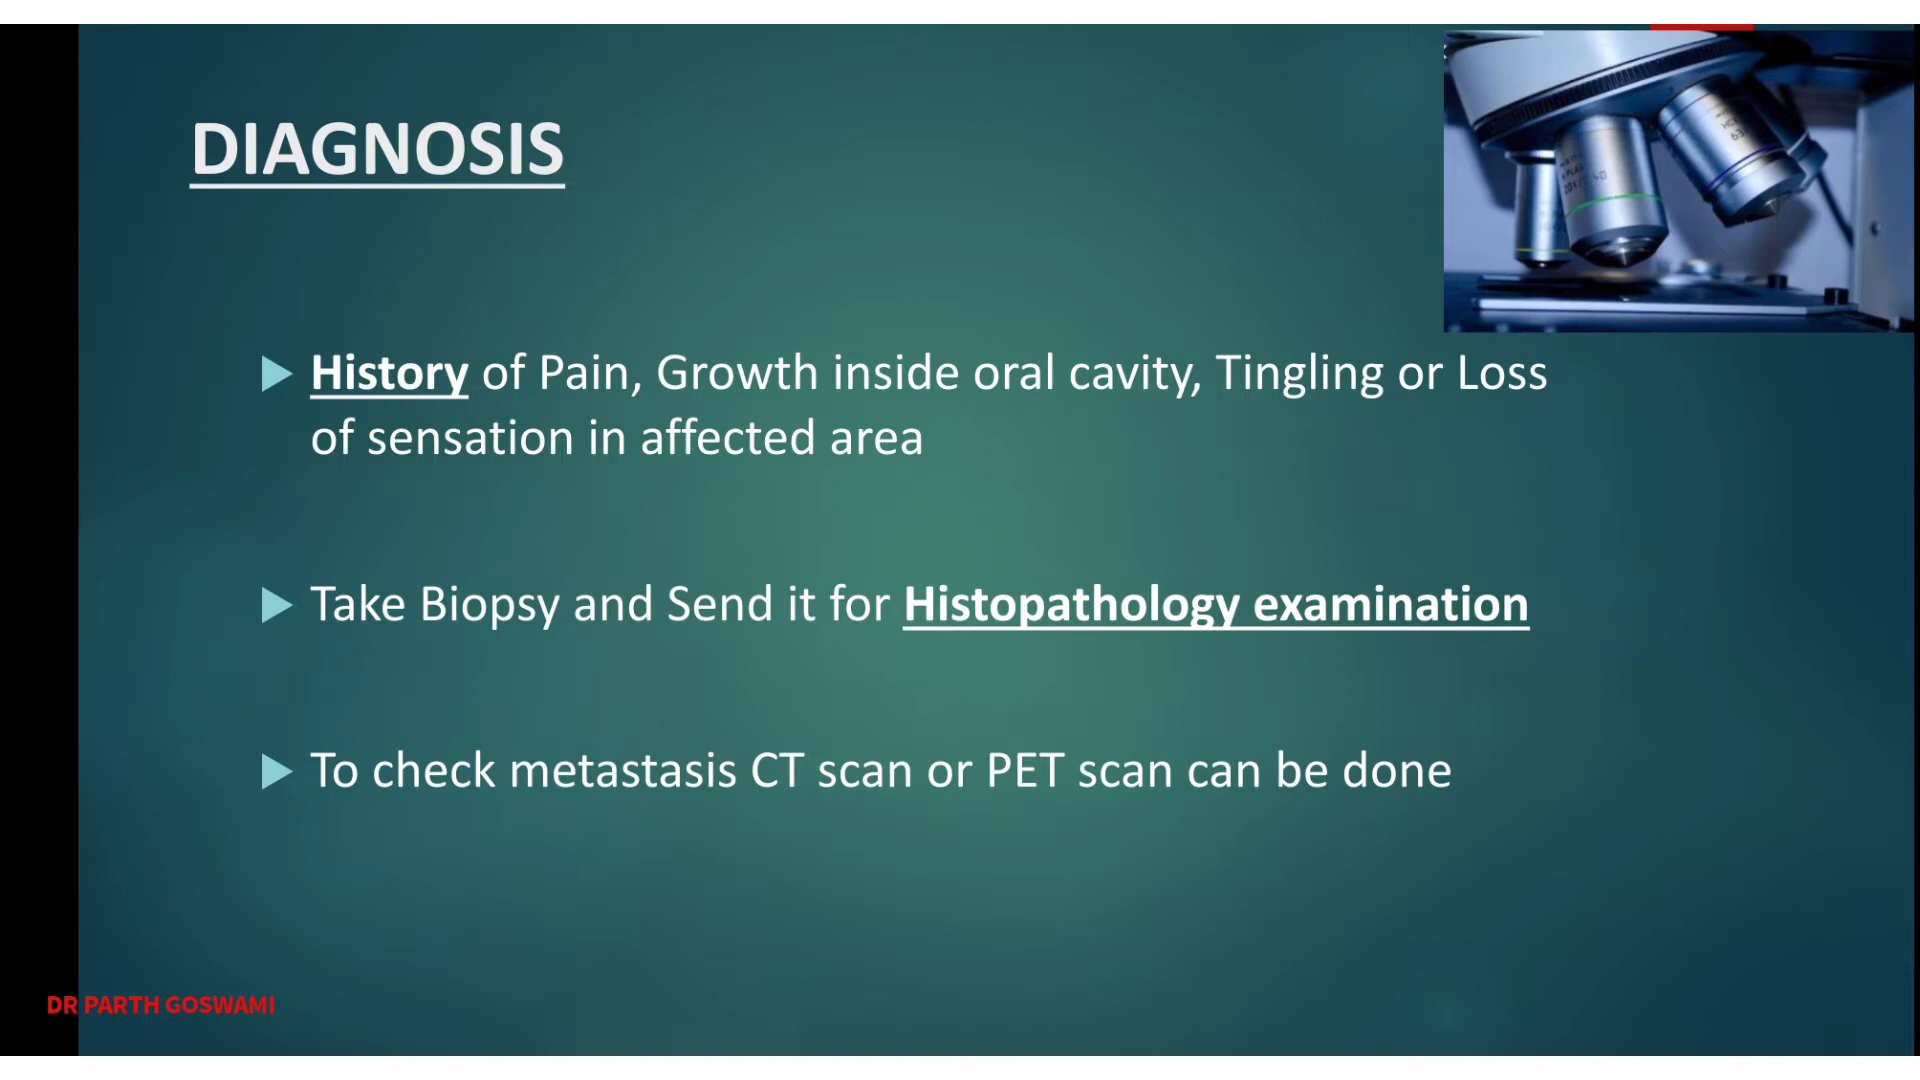 DIAGNOSIS
History of Pain, Growth inside oral cavity, Tingling or Loss
of sensation in affected area
Take Biopsy and Send it for Histopathology examination
To check metastasis CT scan or PET scan can be done
DR PARTH GOSWAMI